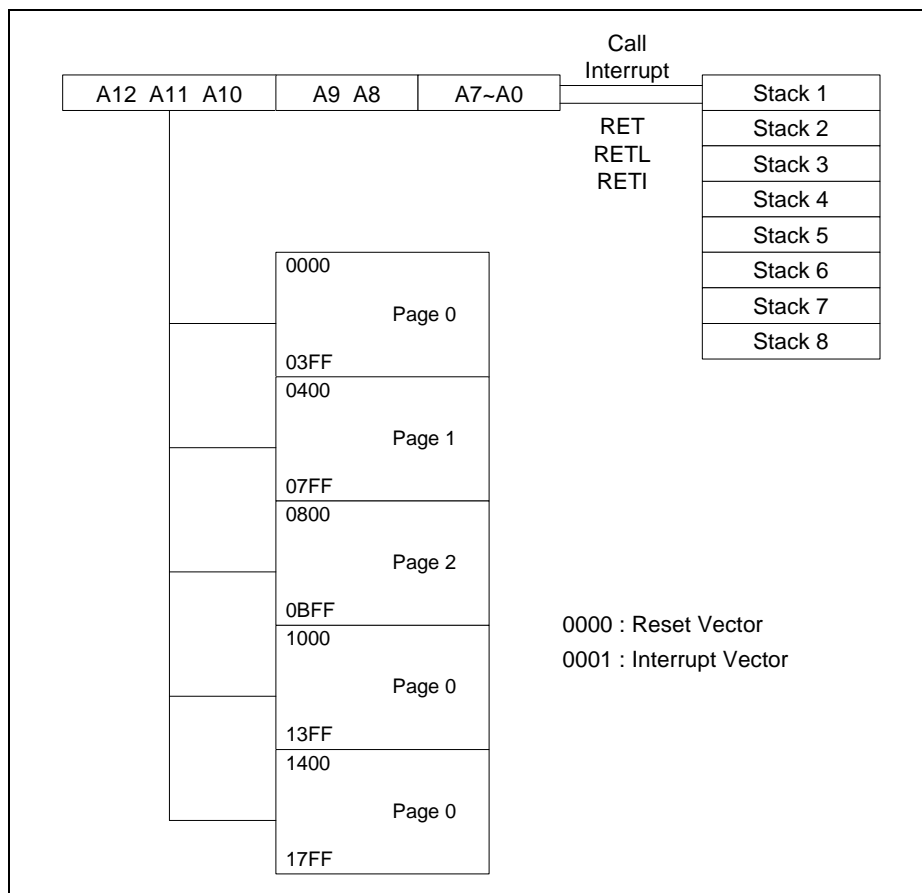 Call
Interrupt
A12 A11 A10
A9 A8
A7~A0
RET
RETL
RETI
Stack 1
Stack 2
Stack 3
Stack 4
Stack 5
Stack 6
Stack 7
Stack 8
0000
Page 0
03FF
0400
Page 1
07FF
0800
Page 2
0BFF
1000
Page 0
13FF
1400
Page 0
17FF
0000 : Reset Vector
0001 : Interrupt Vector